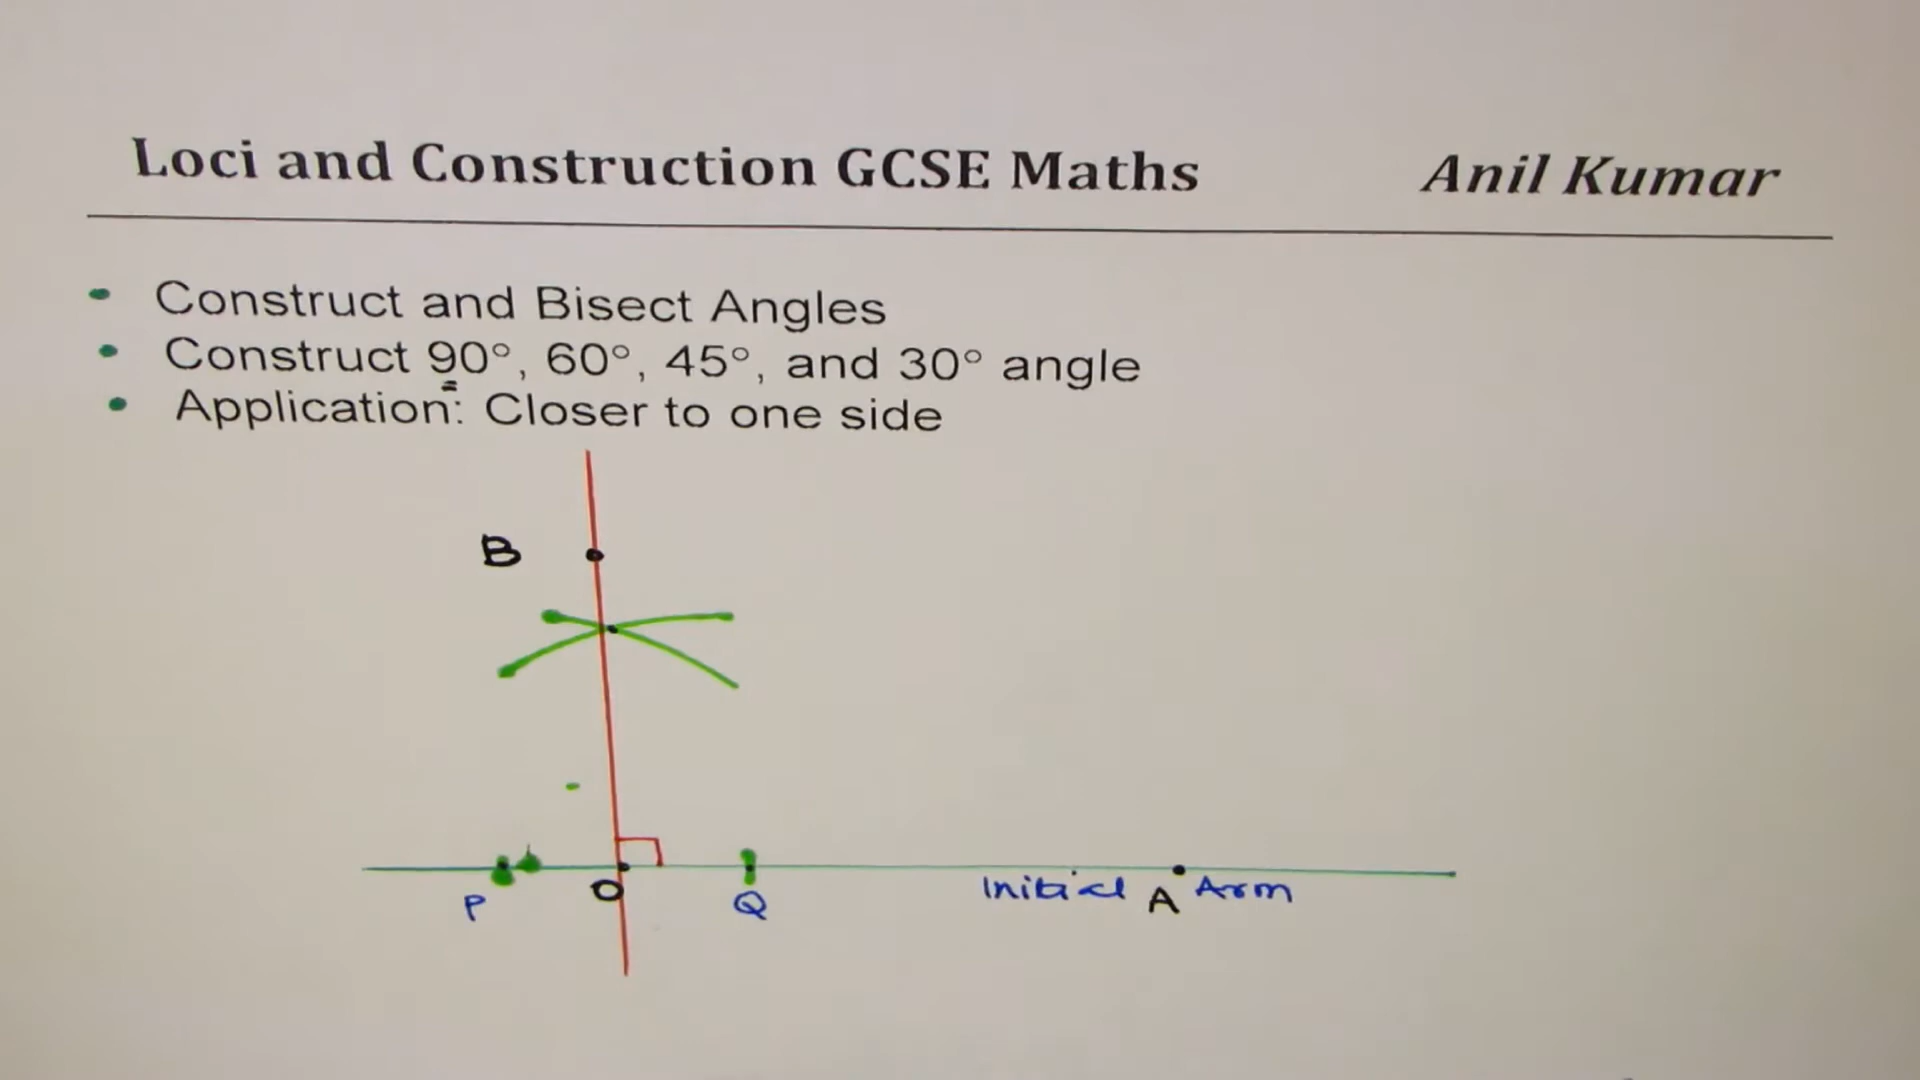 Loci and Construction GCSE Maths Anil Kumar
• Construct and Bisect Angles
• Construct 90°, 60°, 45°, and 30° angle
• Application: Closer to one side
B
P O Q Initial A Arm